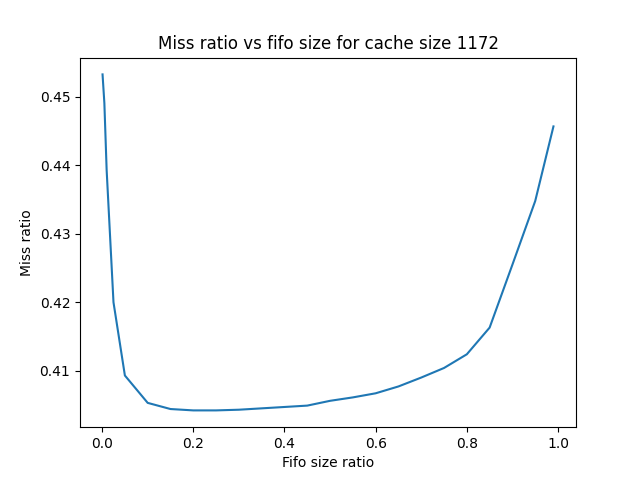 Miss ratio vs fifo size for cache size 1172
0.45
0.44
0.43
0.42
0.41
Miss ratio
0.0 0.2 0.4 0.6 0.8 1.0
Fifo size ratio